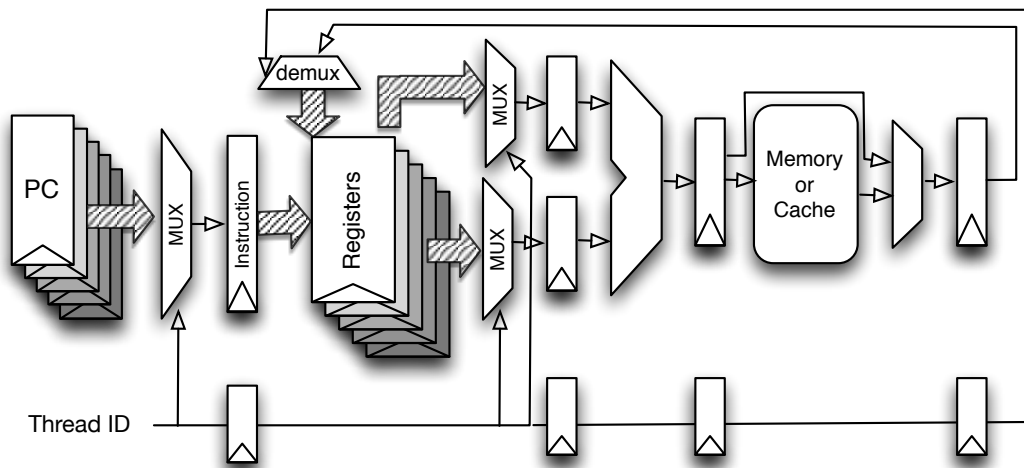 demux
PC
MUX
Instruction
Registers
MUX
MUX
Memory
or
Cache
Thread ID